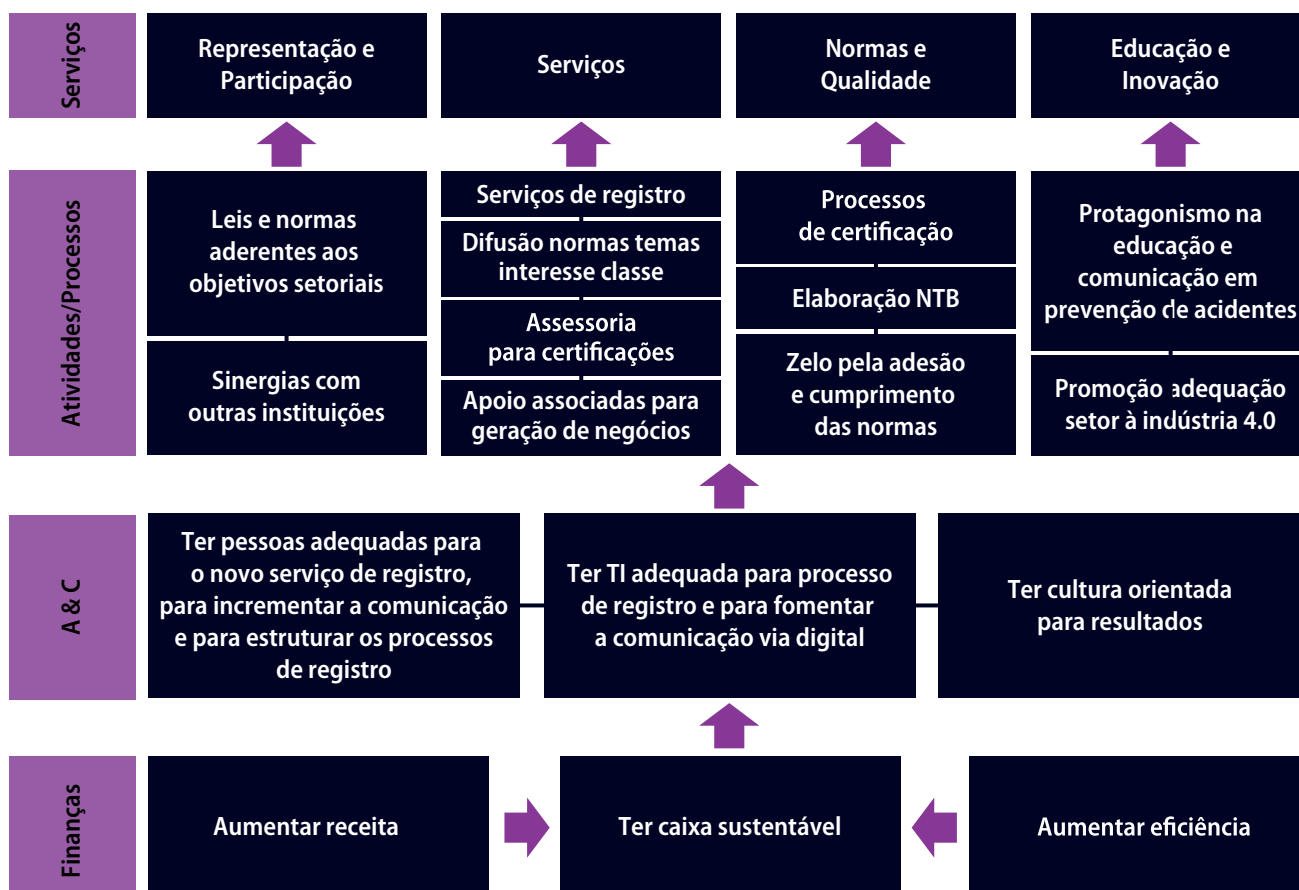 Serviços
Representação e
Participação
Serviços
Normas e
Qualidade
Educação e
Inovação
Atividades/Processos
Leis e normas
aderentes aos
objetivos setoriais
Sinergias com
outras instituições
Serviços de registro
Difusão normas temas
interesse classe
Assessoria
para certificações
Apoio associadas para
geração de negócios
Processos
de certificação
Elaboração NTB
Zelo pela adesão
e cumprimento
das normas
Protagonismo na
educação e
comunicação em
prevenção de acidentes
Promoção adequação
setor à indústria 4.0
A & C
Ter pessoas adequadas para
o novo serviço de registro,
para incrementar a comunicação
e para estruturar os processos
de registro
Ter TI adequada para processo
de registro e para fomentar
a comunicação via digital
Ter cultura orientada
para resultados
Finanças
Aumentar receita
Ter caixa sustentável
Aumentar eficiência